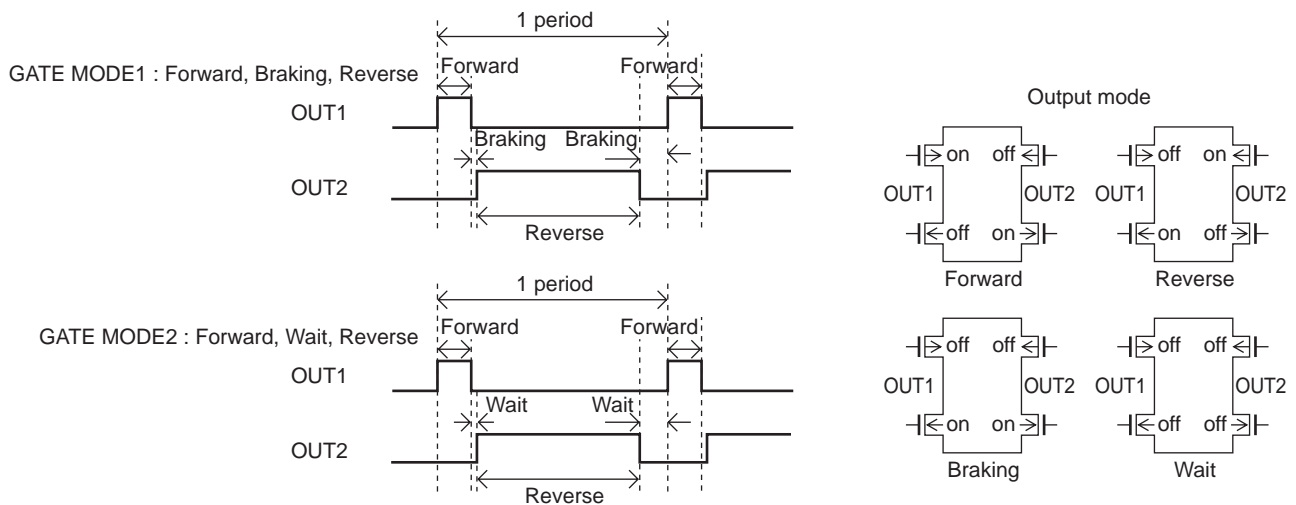 1 period
GATE MODE1 : Forward, Braking, Reverse
Forward
Forward
OUT1
Braking
Braking
OUT2
Reverse
1 period
GATE MODE2 : Forward, Wait, Reverse
Forward
Forward
OUT1
Wait
Wait
OUT2
Reverse
Output mode
on off
OUT1 OUT2
off on
Forward
off on
OUT1 OUT2
on off
Reverse
off off
OUT1 OUT2
on on
Braking
off off
OUT1 OUT2
off off
Wait